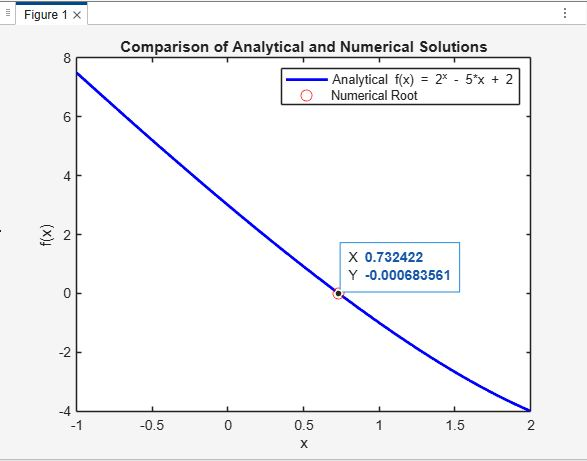 Figure 1 ×
Comparison of Analytical and Numerical Solutions
Analytical f(x) = 2ˣ - 5*x + 2
Numerical Root
8
6
4
2
0
-2
-4
f(x)
X 0.732422
Y -0.000683561
-1 -0.5 0 0.5 1 1.5 2
x